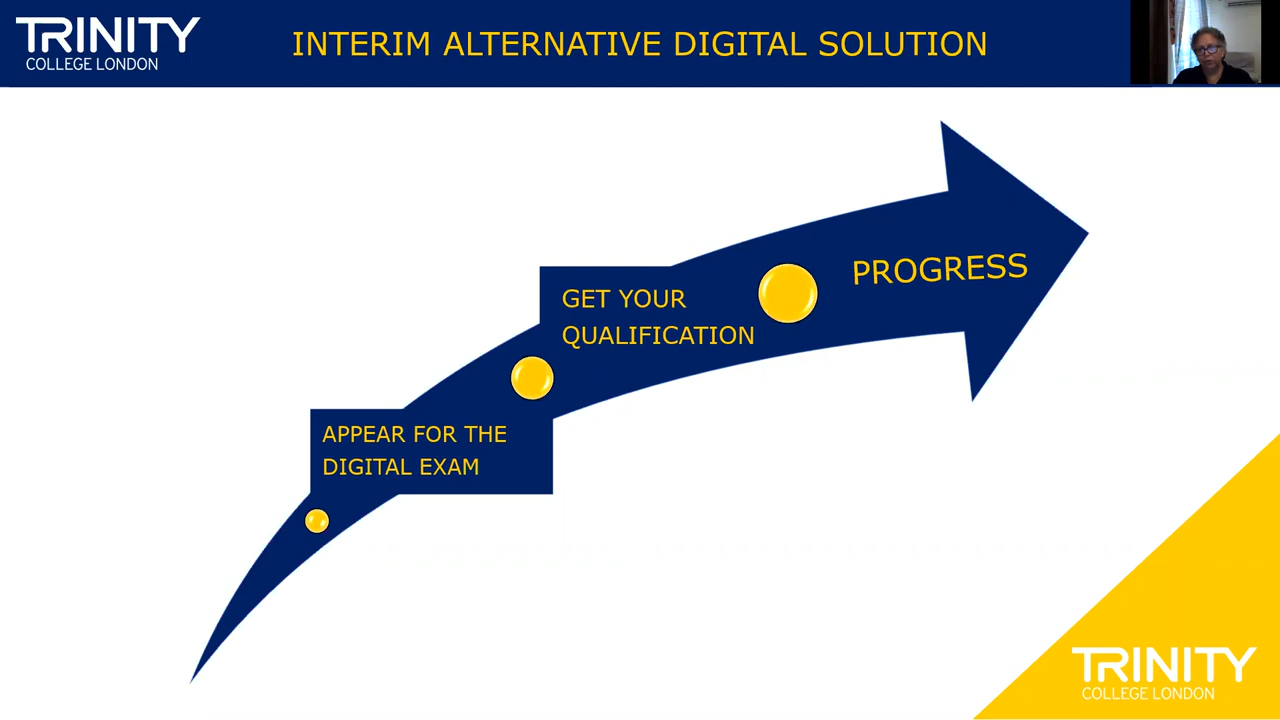 TRINITY
COLLEGE LONDON
INTERIM ALTERNATIVE DIGITAL SOLUTION
PROGRESS
GET YOUR
QUALIFICATION
APPEAR FOR THE
DIGITAL EXAM
TRINITY
COLLEGE LONDON